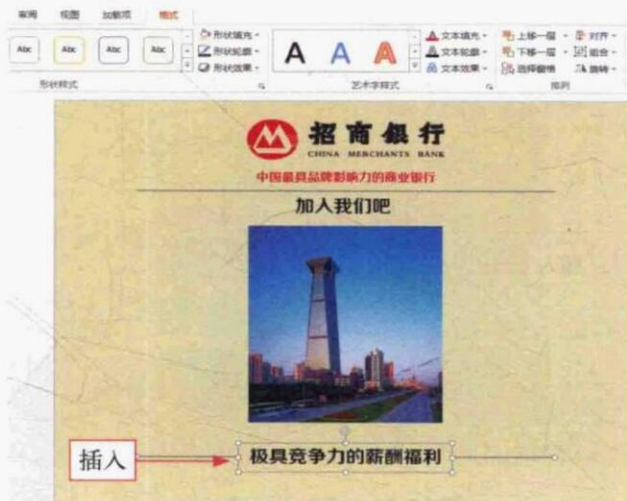 审阅 视图 加载项 格式
Abc Abc Abc Abc 形状填充 A A A 文本填充 上移一层 对齐
形状轮廓 文本轮廓 下移一层 组合
形状效果 文本效果 选择窗格 旋转
形状样式 艺术字样式 排列
招商银行
CHINA MERCHANTS BANK
中国最具品牌影响力的商业银行
加入我们吧
插入 极具竞争力的薪酬福利